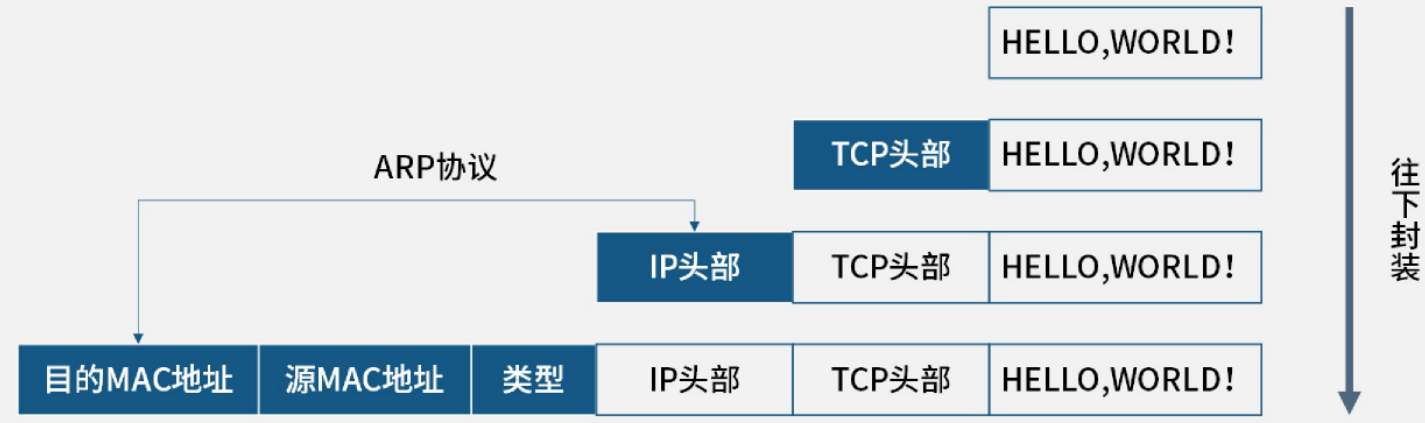 HELLO,WORLD!
TCP头部 HELLO,WORLD!
ARP协议
IP头部 TCP头部 HELLO,WORLD!
目的MAC地址 源MAC地址 类型 IP头部 TCP头部 HELLO,WORLD!
往下封装